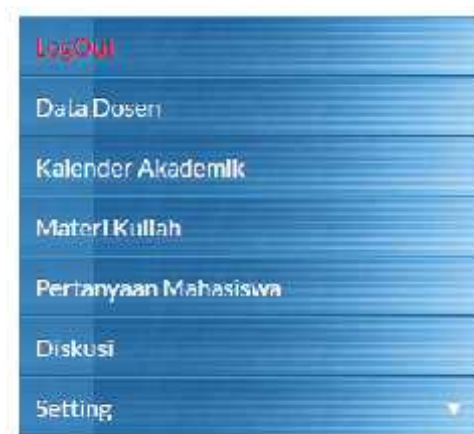 LogOut
Data Dosen
Kalender Akademik
Materi Kuliah
Pertanyaan Mahasiswa
Diskusi
Setting